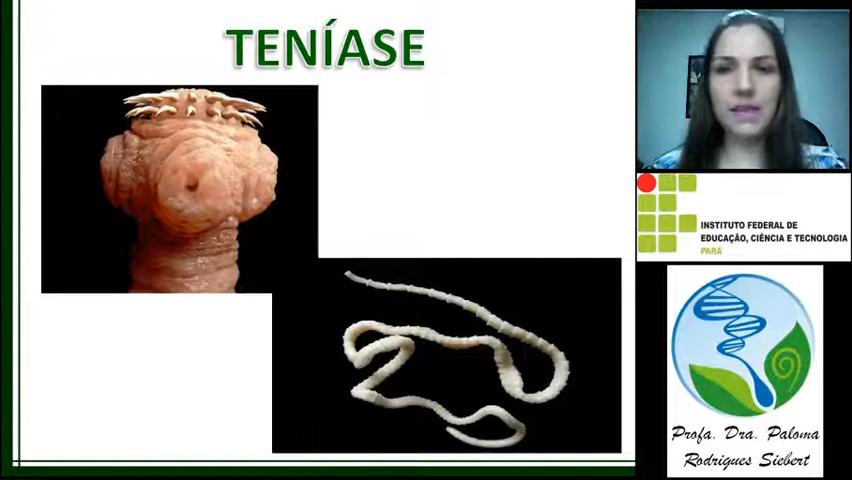 TENÍASE
INSTITUTO FEDERAL DE
EDUCAÇÃO, CIÊNCIA E TECNOLOGIA
PARÁ
Profa. Dra. Paloma
Rodrigues Siebert